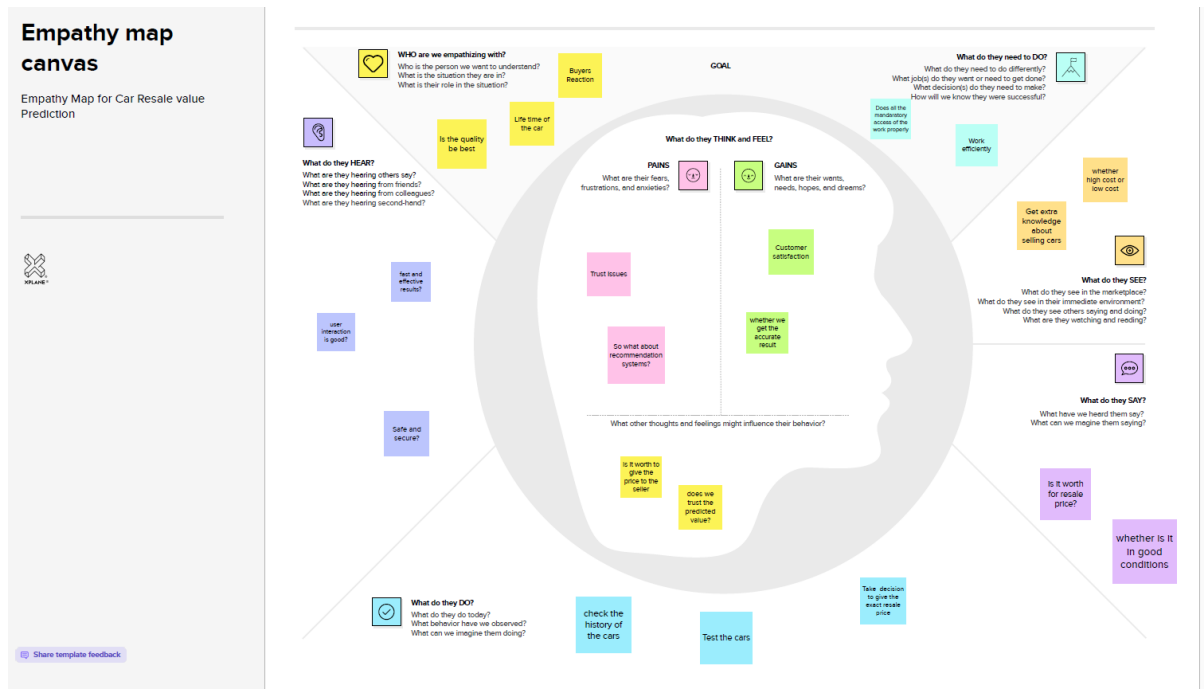 Empathy map
canvas
Empathy Map for Car Resale value
Prediction
XPLANE
Share template feedback
WHO are we empathizing with?
Who is the person we want to understand?
What is the situation they are in?
What is their role in the situation?
Buyers
Reaction
Life time of
the car
Is the quality
be best
GOAL
What do they need to DO?
What do they need to do differently?
What job(s) do they want or need to get done?
What decision(s) do they need to make?
How will we know they were successful?
Does all the
mandaratory
access of the
work properly
Work
efficiently
What do they HEAR?
What are they hearing others say?
What are they hearing from friends?
What are they hearing from colleagues?
What are they hearing second-hand?
fast and
effective
results?
user
interaction
is good?
Safe and
secure?
What do they THINK and FEEL?
PAINS
What are their fears,
frustrations, and anxieties?
GAINS
What are their wants,
needs, hopes, and dreams?
Trust issues
So what about
recommendation
systems?
Customer
satisfaction
whether we
get the
accurate
result
What other thoughts and feelings might influence their behavior?
Is it worth to
give the
price to the
seller
does we
trust the
predicted
value?
whether
high cost or
low cost
Get extra
knowledge
about
selling cars
What do they SEE?
What do they see in the marketplace?
What do they see in their immediate environment?
What do they see others saying and doing?
What are they watching and reading?
What do they SAY?
What have we heard them say?
What can we magine them saying?
Is it worth
for resale
price?
whether is it
in good
conditions
What do they DO?
What do they do today?
What behavior have we observed?
What can we imagine them doing?
check the
history of
the cars
Test the cars
Take decision
to give the
exact resale
price